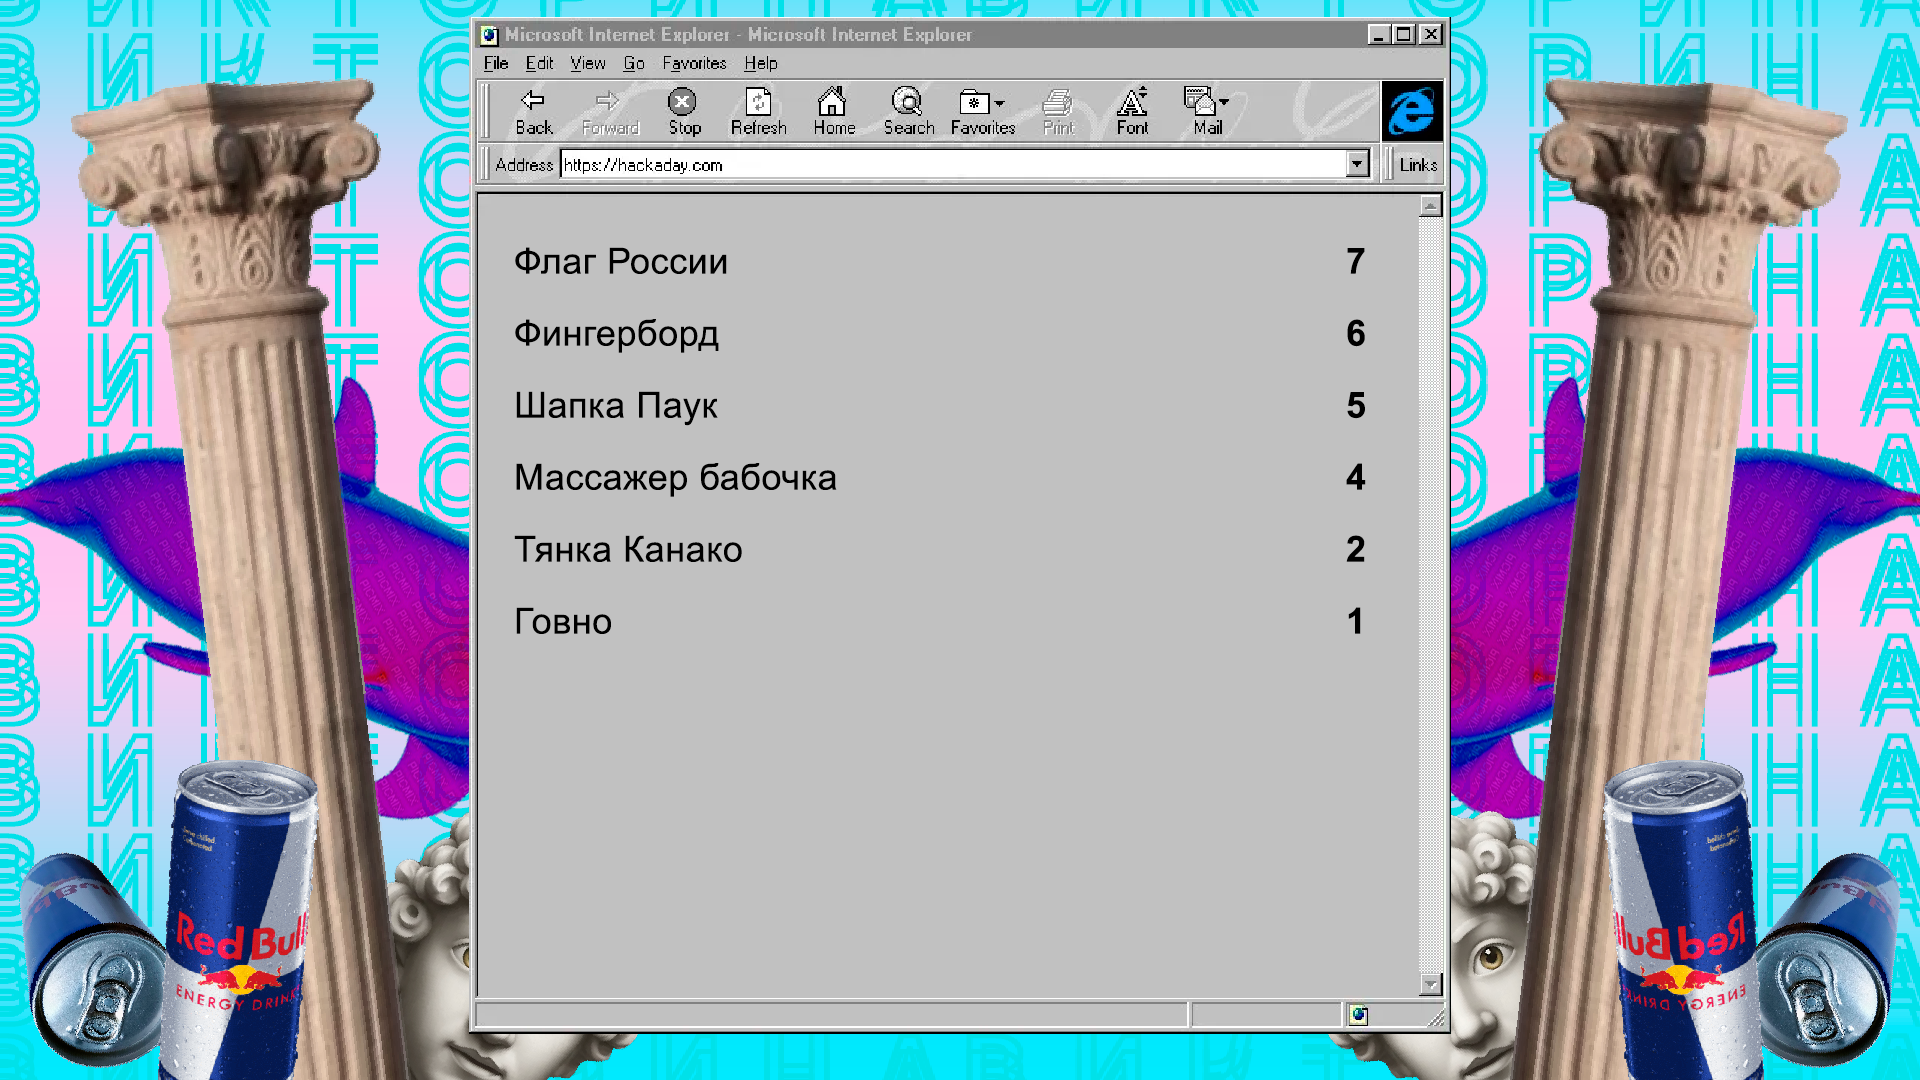 Microsoft Internet Explorer - Microsoft Internet Explorer
File Edit View Go Favorites Help
Back Forward Stop Refresh Home Search Favorites Print Font Mail
Address https://hackaday.com Links
Флаг России 7
Фингерборд 6
Шапка Паук 5
Массажер бабочка 4
Тянка Канако 2
Говно 1
Red Bull
ENERGY DRINK
Red Bull
ENERGY DRINK